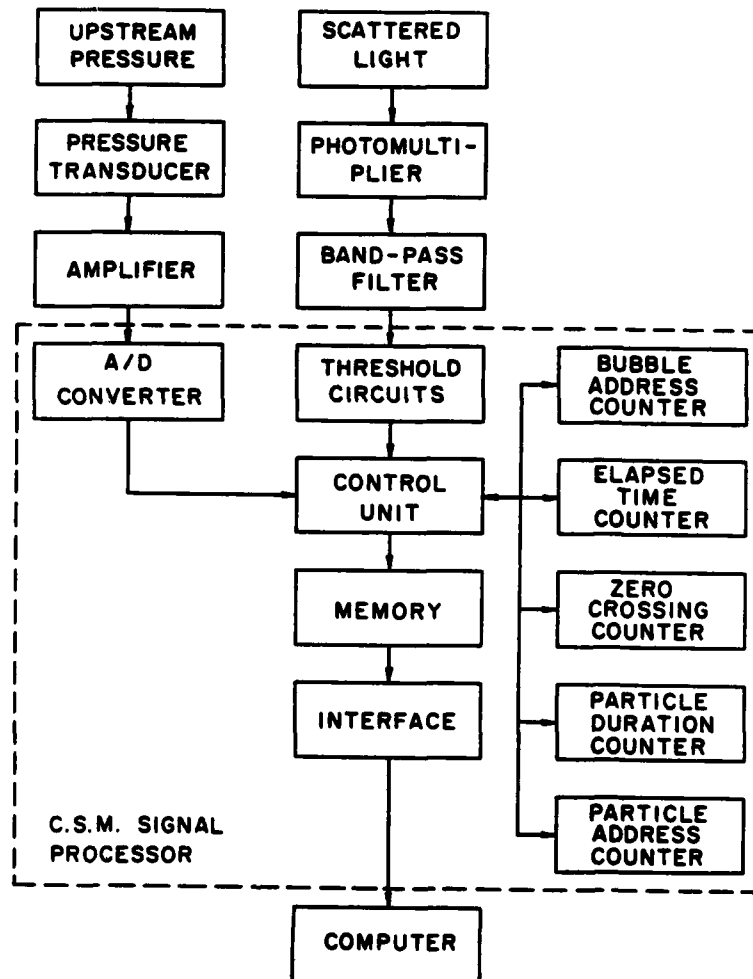 UPSTREAM
PRESSURE
SCATTERED
LIGHT
PRESSURE
TRANSDUCER
PHOTOMULTI-
PLIER
AMPLIFIER
BAND-PASS
FILTER
A/D
CONVERTER
THRESHOLD
CIRCUITS
BUBBLE
ADDRESS
COUNTER
CONTROL
UNIT
ELAPSED
TIME
COUNTER
MEMORY
ZERO
CROSSING
COUNTER
INTERFACE
PARTICLE
DURATION
COUNTER
C.S.M. SIGNAL
PROCESSOR
PARTICLE
ADDRESS
COUNTER
COMPUTER